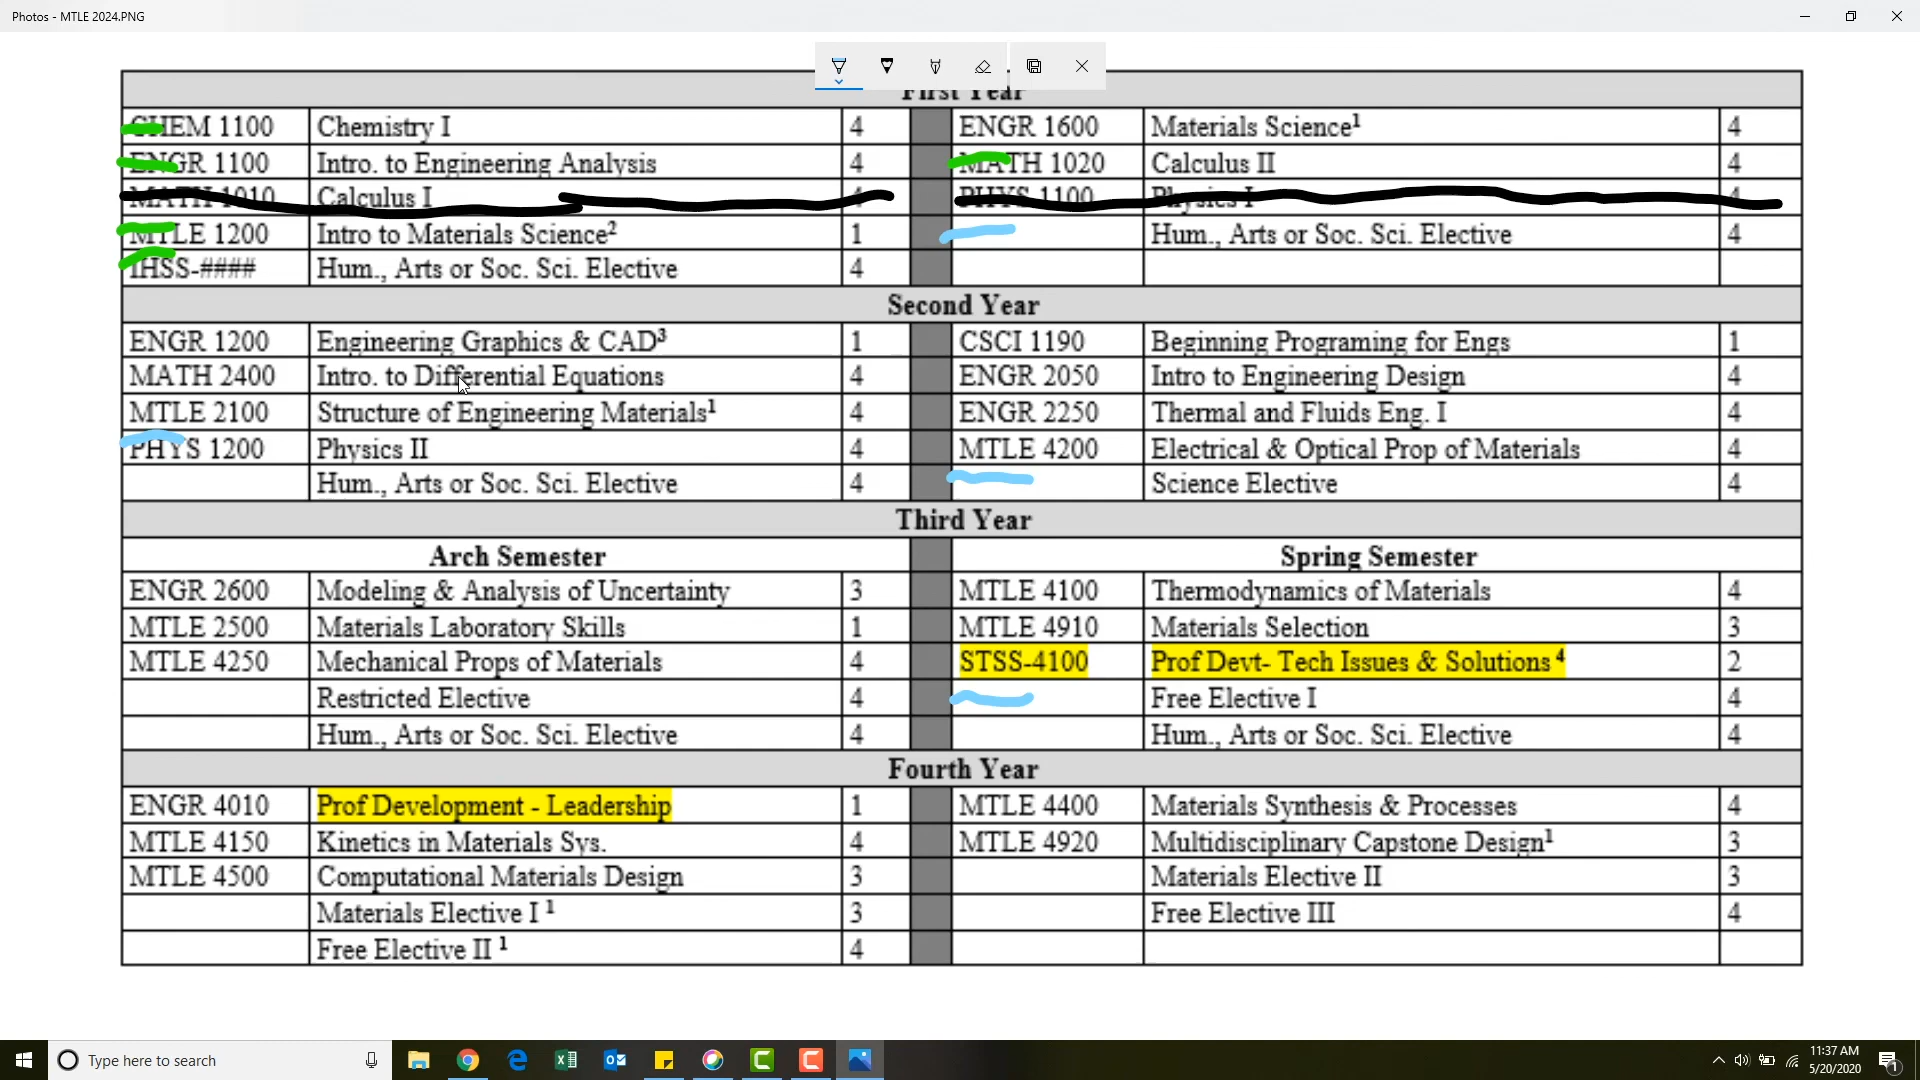 Photos - MTLE 2024.PNG
First Year
CHEM 1100 Chemistry I 4 ENGR 1600 Materials Science1 4
ENGR 1100 Intro. to Engineering Analysis 4 MATH 1020 Calculus II 4
MATH 1010 Calculus I 4 PHYS 1100 Physics I 4
MTLE 1200 Intro to Materials Science2 1 Hum., Arts or Soc. Sci. Elective 4
IHSS-#### Hum., Arts or Soc. Sci. Elective 4
Second Year
ENGR 1200 Engineering Graphics & CAD3 1 CSCI 1190 Beginning Programing for Engs 1
MATH 2400 Intro. to Differential Equations 4 ENGR 2050 Intro to Engineering Design 4
MTLE 2100 Structure of Engineering Materials1 4 ENGR 2250 Thermal and Fluids Eng. I 4
PHYS 1200 Physics II 4 MTLE 4200 Electrical & Optical Prop of Materials 4
Hum., Arts or Soc. Sci. Elective 4 Science Elective 4
Third Year
Arch Semester Spring Semester
ENGR 2600 Modeling & Analysis of Uncertainty 3 MTLE 4100 Thermodynamics of Materials 4
MTLE 2500 Materials Laboratory Skills 1 MTLE 4910 Materials Selection 3
MTLE 4250 Mechanical Props of Materials 4 STSS-4100 Prof Devt- Tech Issues & Solutions 4 2
Restricted Elective 4 Free Elective I 4
Hum., Arts or Soc. Sci. Elective 4 Hum., Arts or Soc. Sci. Elective 4
Fourth Year
ENGR 4010 Prof Development - Leadership 1 MTLE 4400 Materials Synthesis & Processes 4
MTLE 4150 Kinetics in Materials Sys. 4 MTLE 4920 Multidisciplinary Capstone Design1 3
MTLE 4500 Computational Materials Design 3 Materials Elective II 3
Materials Elective I 1 3 Free Elective III 4
Free Elective II 1 4
Type here to search
11:37 AM
5/20/2020
1